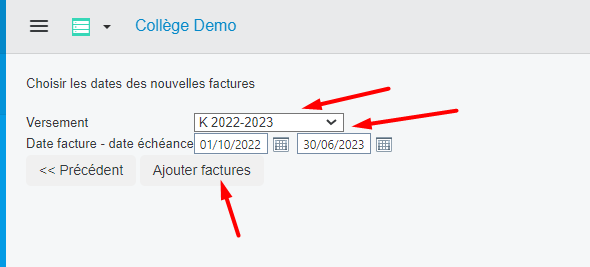 Collège Demo
Choisir les dates des nouvelles factures
Versement K 2022-2023
Date facture - date échéance 01/10/2022 30/06/2023
<< Précédent Ajouter factures